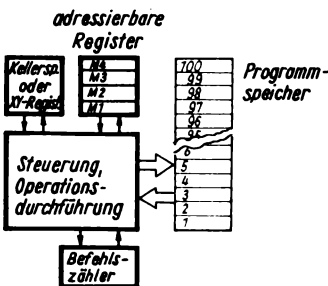 adressierbare
Register
Kellersp.
oder
XY-Regist.
M4
M3
M2
M1
100
99
98
97
96
95
6
5
4
3
2
1
Programm-
speicher
Steuerung,
Operations-
durchführung
Befehls-
zähler